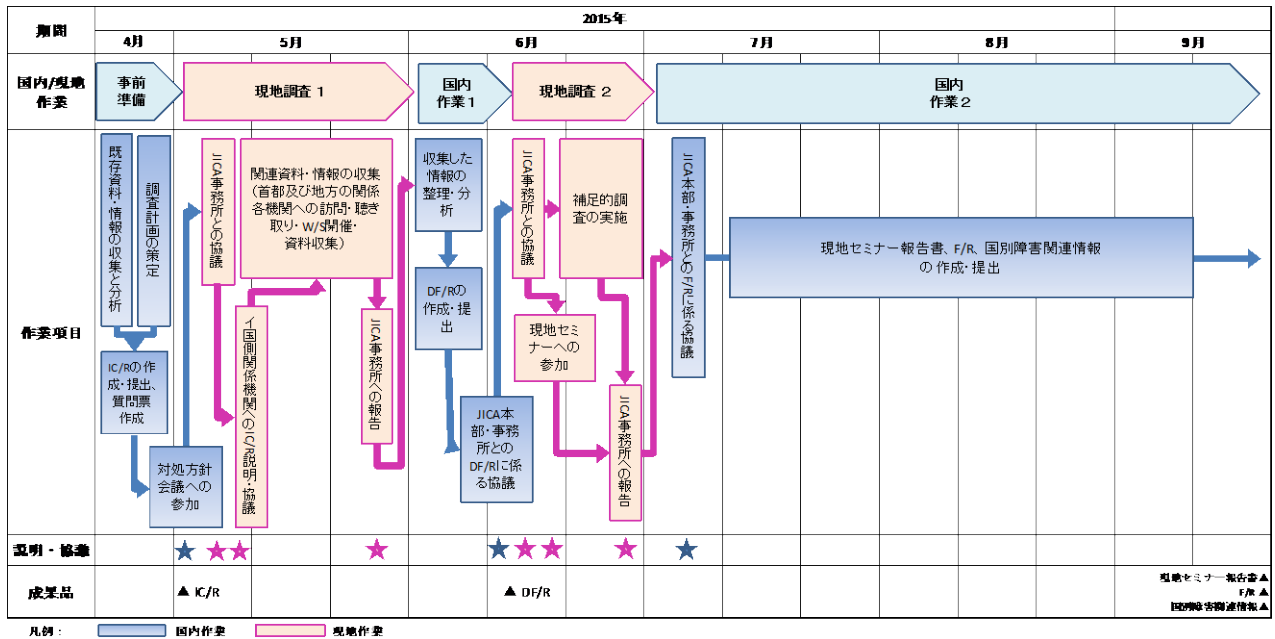 期間
2015年
4月
5月
6月
7月
8月
9月
国内/現地
作業
事前
準備
現地調査 1
国内
作業1
現地調査 2
国内
作業2
作業項目
既存資料・情報の収集と分析
調査計画の策定
IC/Rの作
成・提出、
質問票
作成
対処方針
会議への
参加
JICA事務所との協議
イ国側関係機関へのIC/R説明・協議
関連資料・情報の収集
(首都及び地方の関係
各機関への訪問・聴き
取り・W/S開催・
資料収集)
JICA事務所への報告
収集した
情報の
整理・分
析
DF/Rの
作成・提
出
JICA本
部・事務
所との
DF/Rに係
る協議
JICA事務所との協議
補足的調
査の実施
現地セミ
ナーへの
参加
JICA事務所への報告
JICA本部・事務所とのF/Rに係る協議
現地セミナー報告書、F/R、国別障害関連情報
の作成・提出
説明・協議
成果品
▲ IC/R
▲ DF/R
現地セミナー報告書▲
F/R ▲
国別障害関連情報▲
凡例：
国内作業
現地作業